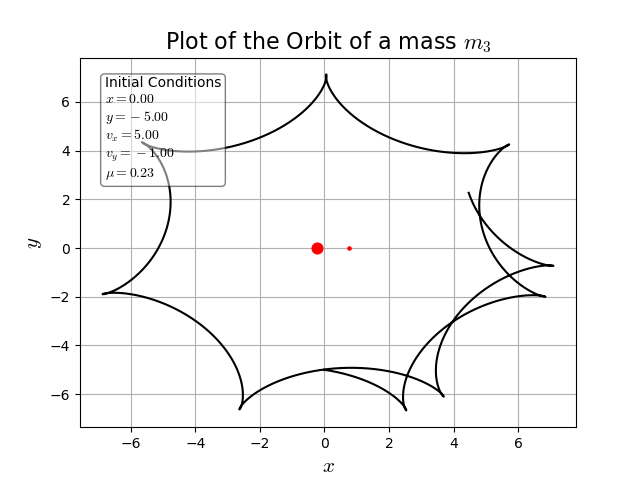 Plot of the Orbit of a mass m₃
Initial Conditions
x = 0.00
y = −5.00
vₓ = 5.00
v_y = −1.00
μ = 0.23
6
4
2
0
−2
−4
−6
y
−6 −4 −2 0 2 4 6
x